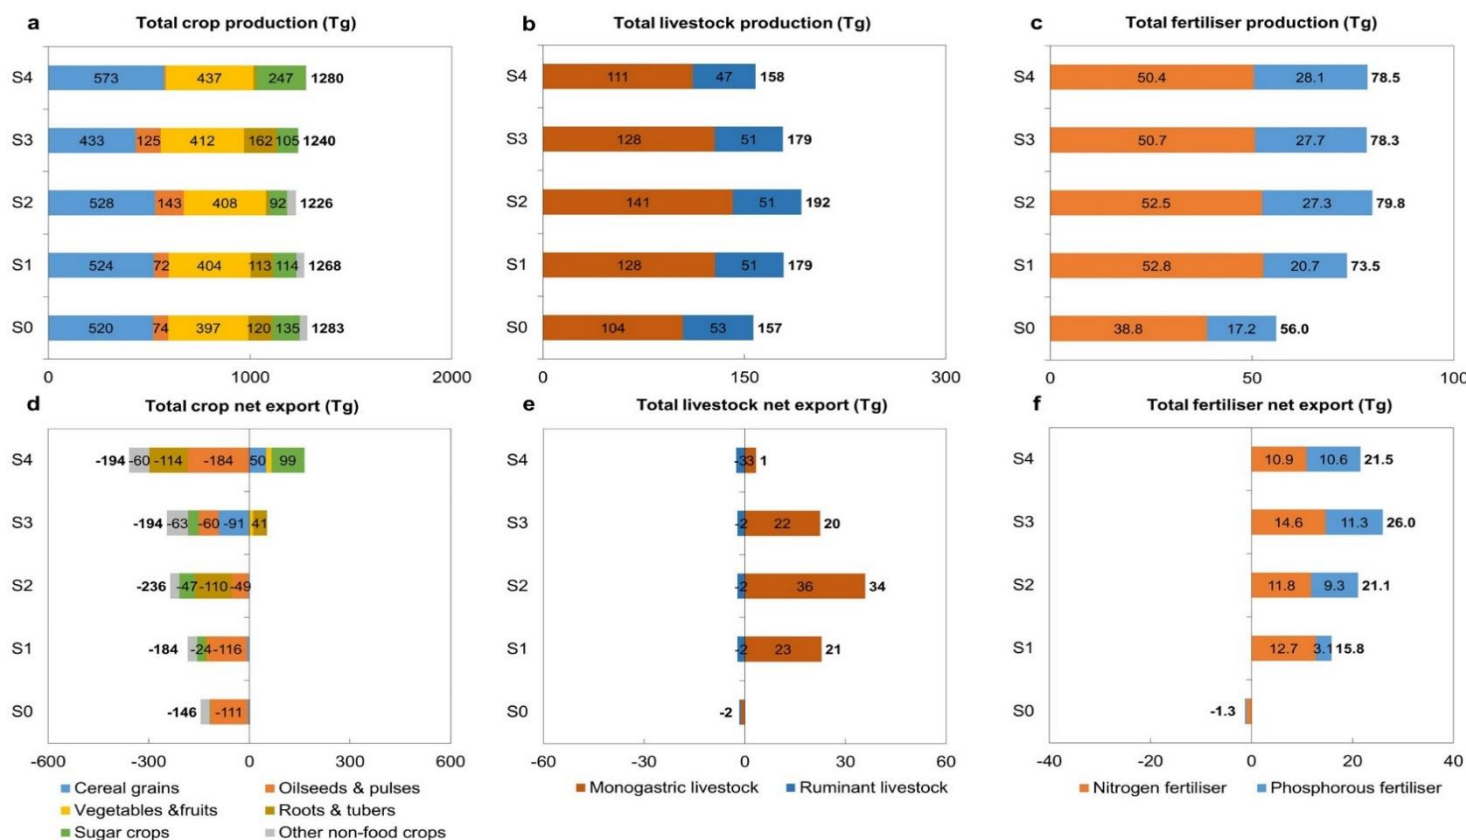 a Total crop production (Tg)
S4 573 437 247 1280
S3 433 125 412 162 105 1240
S2 528 143 408 92 1226
S1 524 72 404 113 114 1268
S0 520 74 397 120 135 1283
0 1000 2000
b Total livestock production (Tg)
S4 111 47 158
S3 128 51 179
S2 141 51 192
S1 128 51 179
S0 104 53 157
0 150 300
c Total fertiliser production (Tg)
S4 50.4 28.1 78.5
S3 50.7 27.7 78.3
S2 52.5 27.3 79.8
S1 52.8 20.7 73.5
S0 38.8 17.2 56.0
0 50 100
d Total crop net export (Tg)
S4 -194 -60 -114 -184 50 99
S3 -194 -63 -60 -91 41
S2 -236 -47 -110 -49
S1 -184 -24 -116
S0 -146 -111
-600 -300 0 300 600
Cereal grains Oilseeds & pulses
Vegetables &fruits Roots & tubers
Sugar crops Other non-food crops
e Total livestock net export (Tg)
S4 -3 3 1
S3 -2 22 20
S2 -2 36 34
S1 -2 23 21
S0 -2
-60 -30 0 30 60
Monogastric livestock Ruminant livestock
f Total fertiliser net export (Tg)
S4 10.9 10.6 21.5
S3 14.6 11.3 26.0
S2 11.8 9.3 21.1
S1 12.7 3.1 15.8
S0 -1.3
-40 -20 0 20 40
Nitrogen fertiliser Phosphorous fertiliser